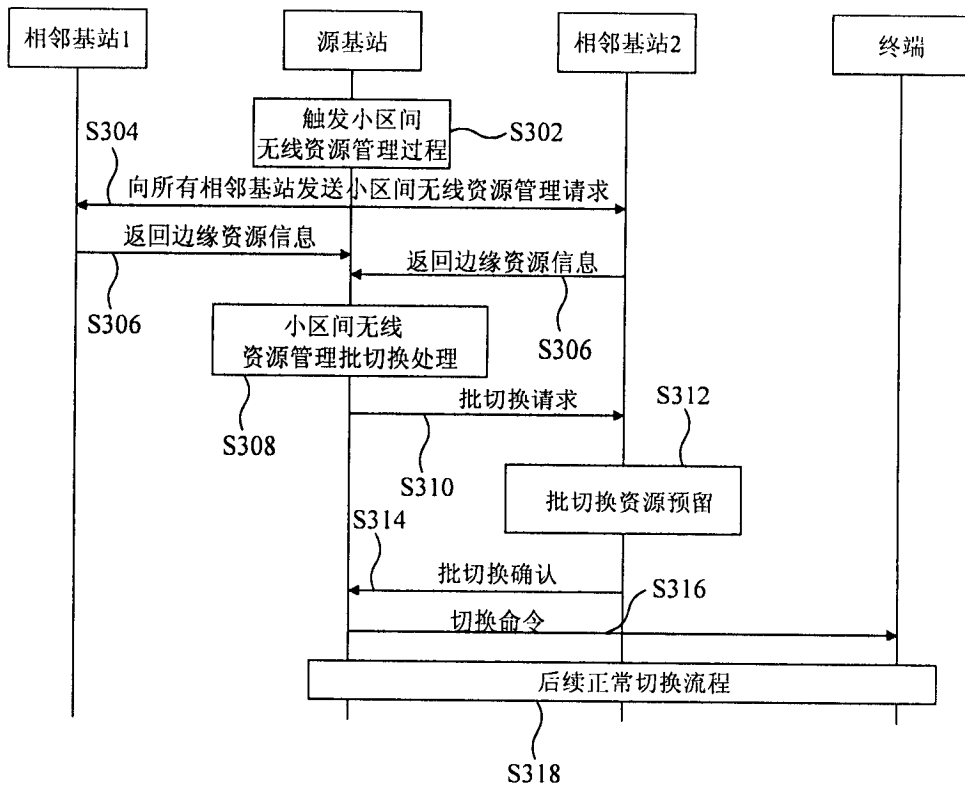 相邻基站1
源基站
相邻基站2
终端
触发小区间
无线资源管理过程
S302
S304
向所有相邻基站发送小区间无线资源管理请求
返回边缘资源信息
返回边缘资源信息
S306
S306
小区间无线
资源管理批切换处理
S308
批切换请求
S310
S312
批切换资源预留
S314
批切换确认
S316
切换命令
后续正常切换流程
S318